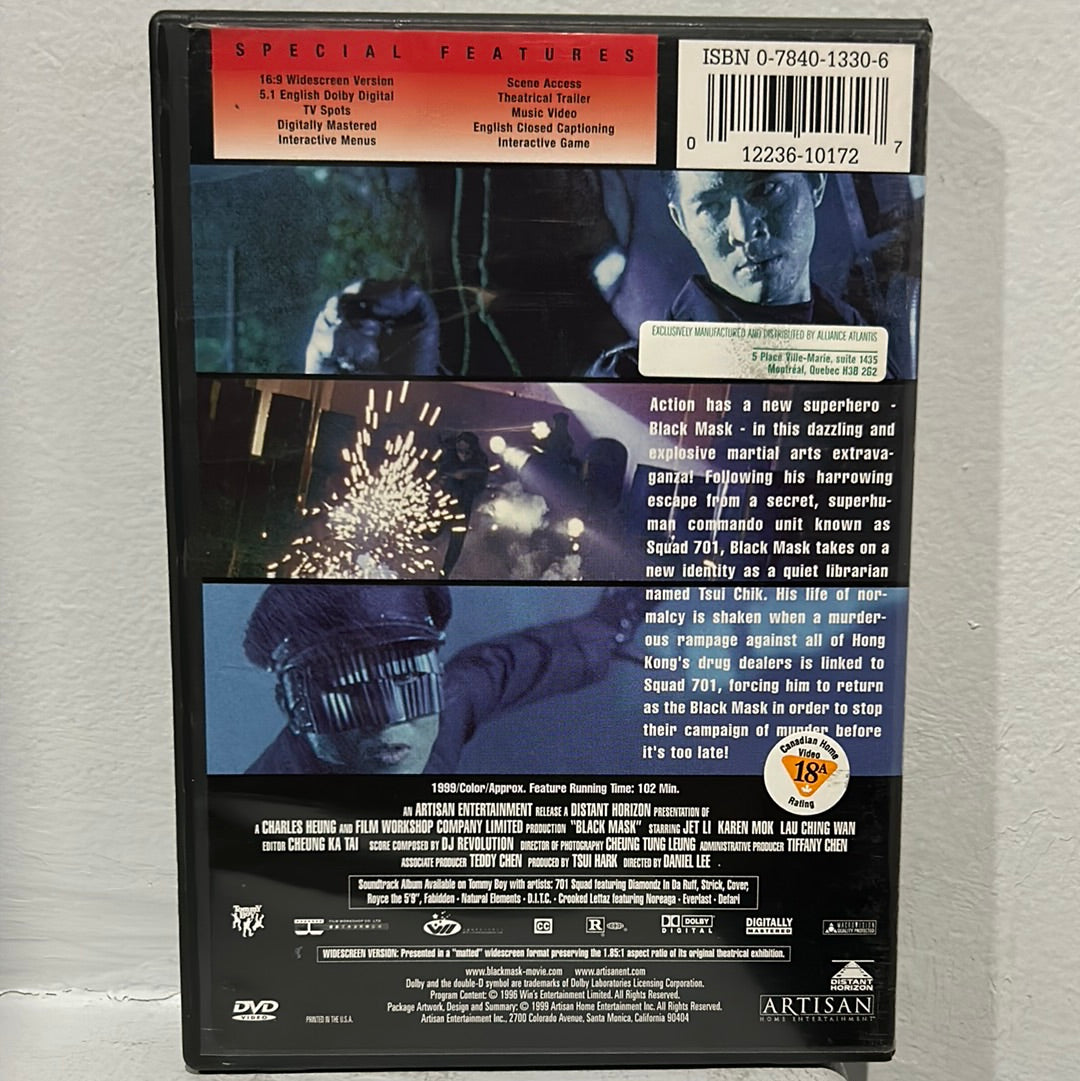 SPECIAL FEATURES
16:9 Widescreen Version
5.1 English Dolby Digital
TV Spots
Digitally Mastered
Interactive Menus
Scene Access
Theatrical Trailer
Music Video
English Closed Captioning
Interactive Game
ISBN 0-7840-1330-6
0 12236-10172 7
EXCLUSIVELY MANUFACTURED AND DISTRIBUTED BY ALLIANCE ATLANTIS
5 Place Ville-Marie, suite 1435
Montréal, Quebec H3B 2G2
Action has a new superhero -
Black Mask - in this dazzling and
explosive martial arts extrava-
ganza! Following his harrowing
escape from a secret, superhu-
man commando unit known as
Squad 701, Black Mask takes on a
new identity as a quiet librarian
named Tsui Chik. His life of nor-
malcy is shaken when a murder-
ous rampage against all of Hong
Kong's drug dealers is linked to
Squad 701, forcing him to return
as the Black Mask in order to stop
their campaign of murder before
it's too late!
Canadian Home
Video
18A
Rating
1999/Color/Approx. Feature Running Time: 102 Min.
AN ARTISAN ENTERTAINMENT RELEASE A DISTANT HORIZON PRESENTATION OF
A CHARLES HEUNG AND FILM WORKSHOP COMPANY LIMITED PRODUCTION "BLACK MASK" STARRING JET LI KAREN MOK LAU CHING WAN
EDITOR CHEUNG KA TAI SCORE COMPOSED BY DJ REVOLUTION DIRECTOR OF PHOTOGRAPHY CHEUNG TUNG LEUNG ADMINISTRATIVE PRODUCER TIFFANY CHEN
ASSOCIATE PRODUCER TEDDY CHEN PRODUCED BY TSUI HARK DIRECTED BY DANIEL LEE .
Soundtrack Album Available on Tommy Boy with artists: 701 Squad featuring Diamondz In Da Ruff, Strick, Cover,
Royce the 5'9", Fabidden · Natural Elements · D.I.T.C. · Crooked Lettaz featuring Noreaga · Everlast · Defari
Tommy Boy
FILM WORKSHOP CO. LTD
CC
R
DOLBY DIGITAL
DIGITALLY MASTERED
MACROVISION QUALITY PROTECTED
WIDESCREEN VERSION: Presented in a "matted" widescreen format preserving the 1.85:1 aspect ratio of its original theatrical exhibition.
www.blackmask-movie.com www.artisanent.com
Dolby and the double-D symbol are trademarks of Dolby Laboratories Licensing Corporation.
Program Content: © 1996 Win's Entertainment Limited. All Rights Reserved.
Package Artwork, Design and Summary: © 1999 Artisan Home Entertainment Inc. All Rights Reserved.
Artisan Entertainment Inc., 2700 Colorado Avenue, Santa Monica, California 90404
DVD VIDEO
PRINTED IN THE U.S.A.
DISTANT HORIZON
ARTISAN
HOME ENTERTAINMENT